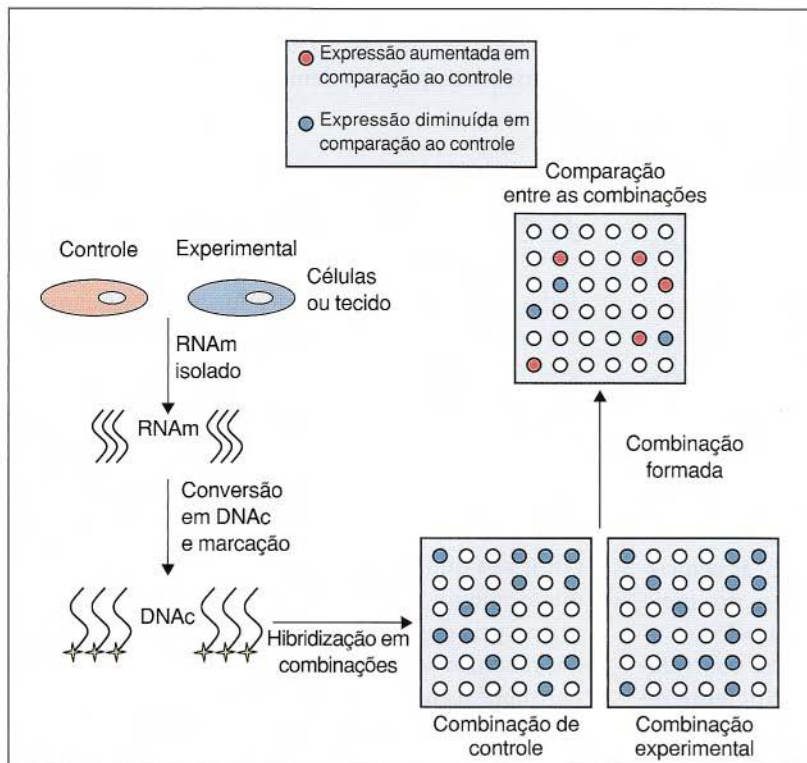 Expressão aumentada em
comparação ao controle
Expressão diminuída em
comparação ao controle
Comparação
entre as combinações
Controle
Experimental
Células
ou tecido
RNAm
isolado
RNAm
Conversão
em DNAc
e marcação
DNAc
Hibridização em
combinações
Combinação
formada
Combinação de
controle
Combinação
experimental